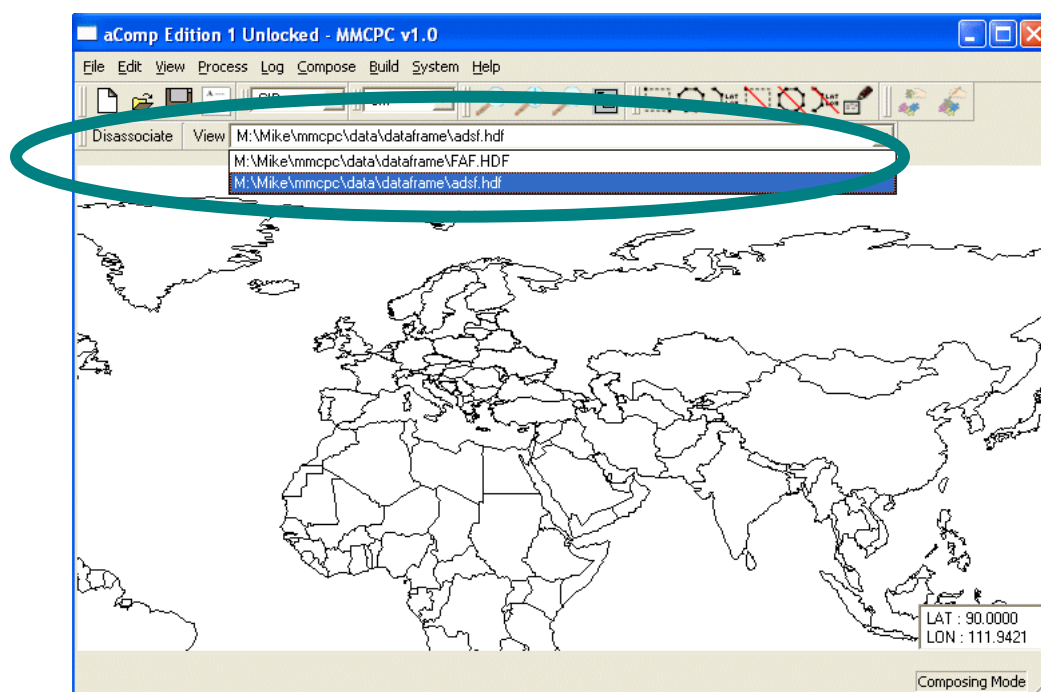 aComp Edition 1 Unlocked - MMCPC v1.0
File Edit View Process Log Compose Build System Help
Disassociate View M:\Mike\mmcpc\data\dataframe\adsf.hdf
M:\Mike\mmcpc\data\dataframe\FAF.HDF
M:\Mike\mmcpc\data\dataframe\adsf.hdf
LAT : 90.0000
LON : 111.9421
Composing Mode